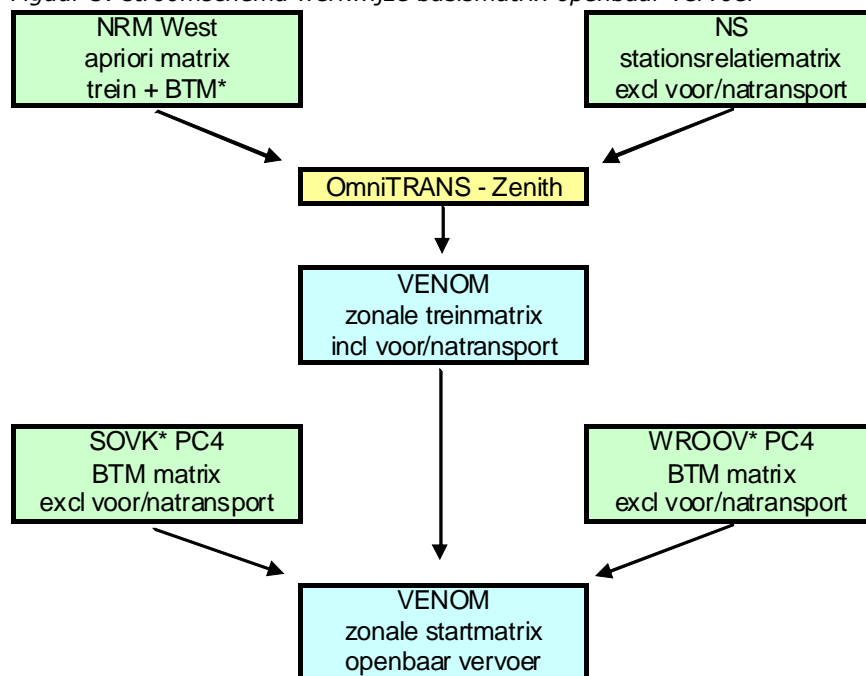 NRM West
apriori matrix
trein + BTM*
NS
stationsrelatiematrix
excl voor/natransport
OmniTRANS - Zenith
VENOM
zonale treinmatrix
incl voor/natransport
SOVK* PC4
BTM matrix
excl voor/natransport
WROOV* PC4
BTM matrix
excl voor/natransport
VENOM
zonale startmatrix
openbaar vervoer